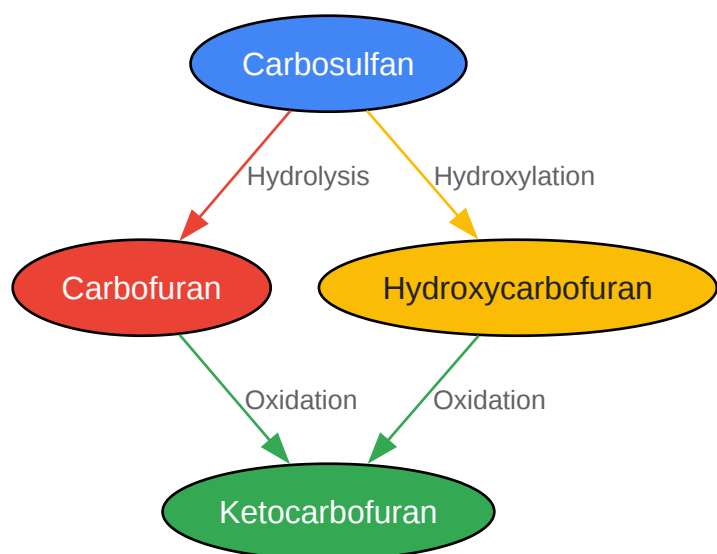 Carbosulfan
Hydrolysis
Hydroxylation
Carbofuran
Hydroxycarbofuran
Oxidation
Oxidation
Ketocarbofuran